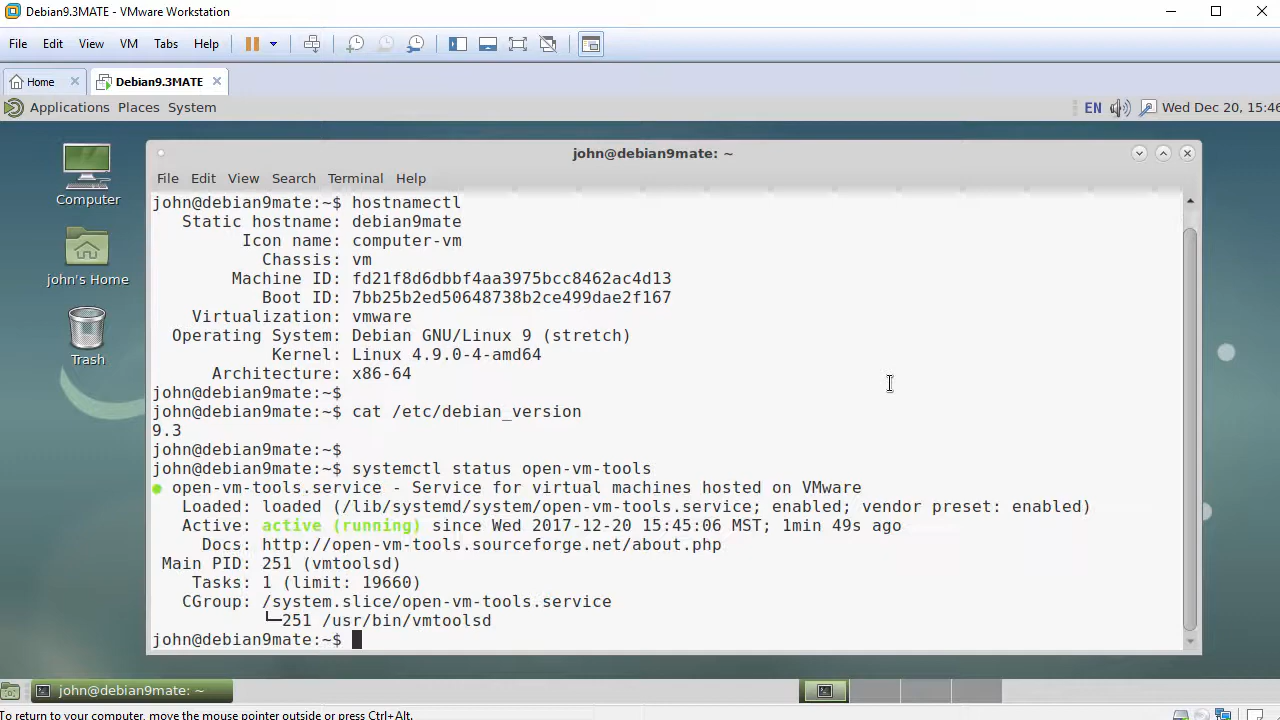 Debian9.3MATE - VMware Workstation
File Edit View VM Tabs Help
Home Debian9.3MATE
Applications Places System EN Wed Dec 20, 15:46
Computer
john's Home
Trash
john@debian9mate: ~
File Edit View Search Terminal Help
john@debian9mate:~$ hostnamectl
Static hostname: debian9mate
Icon name: computer-vm
Chassis: vm
Machine ID: fd21f8d6dbbf4aa3975bcc8462ac4d13
Boot ID: 7bb25b2ed50648738b2ce499dae2f167
Virtualization: vmware
Operating System: Debian GNU/Linux 9 (stretch)
Kernel: Linux 4.9.0-4-amd64
Architecture: x86-64
john@debian9mate:~$
john@debian9mate:~$ cat /etc/debian_version
9.3
john@debian9mate:~$
john@debian9mate:~$ systemctl status open-vm-tools
● open-vm-tools.service - Service for virtual machines hosted on VMware
Loaded: loaded (/lib/systemd/system/open-vm-tools.service; enabled; vendor preset: enabled)
Active: active (running) since Wed 2017-12-20 15:45:06 MST; 1min 49s ago
Docs: http://open-vm-tools.sourceforge.net/about.php
Main PID: 251 (vmtoolsd)
Tasks: 1 (limit: 19660)
CGroup: /system.slice/open-vm-tools.service
└─251 /usr/bin/vmtoolsd
john@debian9mate:~$
john@debian9mate: ~
To return to your computer, move the mouse pointer outside or press Ctrl+Alt.